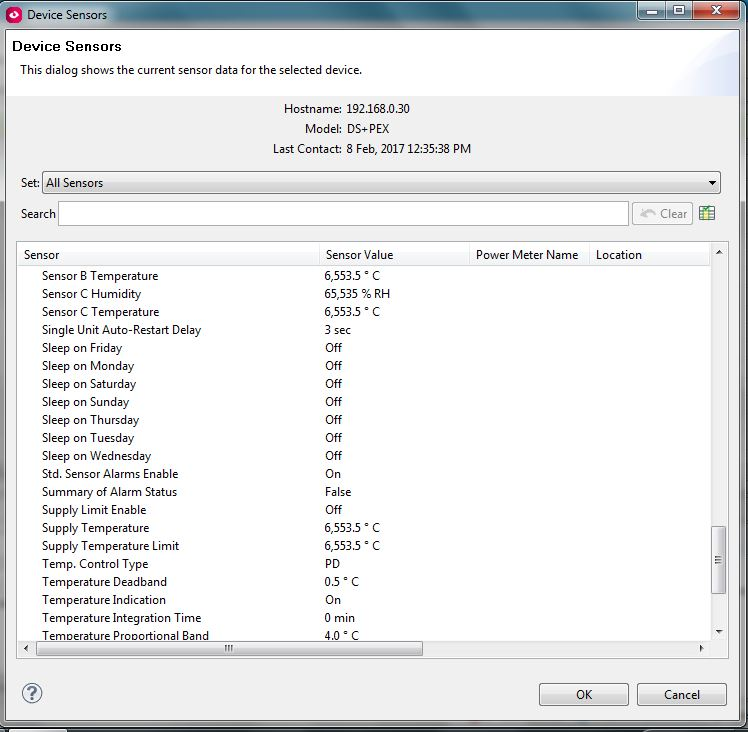 Device Sensors
Device Sensors
This dialog shows the current sensor data for the selected device.
Hostname: 192.168.0.30
Model: DS+PEX
Last Contact: 8 Feb, 2017 12:35:38 PM
Set: All Sensors
Search Clear
Sensor Sensor Value Power Meter Name Location
Sensor B Temperature 6,553.5 ° C
Sensor C Humidity 65,535 % RH
Sensor C Temperature 6,553.5 ° C
Single Unit Auto-Restart Delay 3 sec
Sleep on Friday Off
Sleep on Monday Off
Sleep on Saturday Off
Sleep on Sunday Off
Sleep on Thursday Off
Sleep on Tuesday Off
Sleep on Wednesday Off
Std. Sensor Alarms Enable On
Summary of Alarm Status False
Supply Limit Enable Off
Supply Temperature 6,553.5 ° C
Supply Temperature Limit 6,553.5 ° C
Temp. Control Type PD
Temperature Deadband 0.5 ° C
Temperature Indication On
Temperature Integration Time 0 min
Temperature Proportional Band 4.0 ° C
? OK Cancel